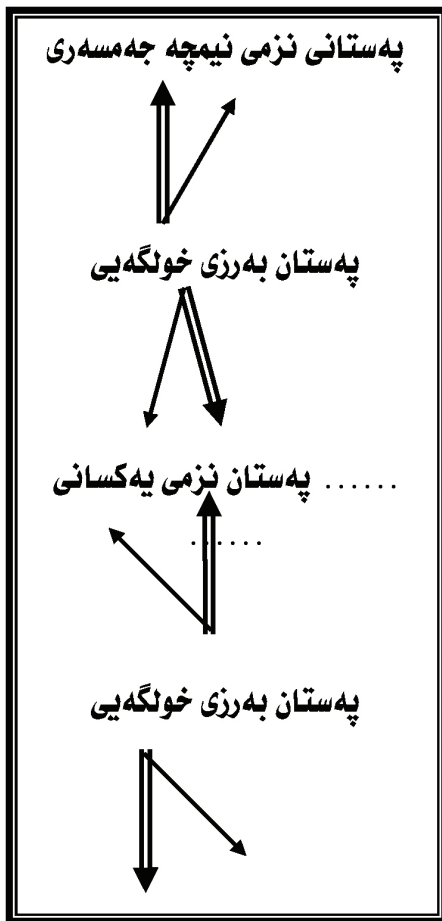 پەستانی نزمی نیمچە جەمسەری
پەستان بەرزی خولگەیی
پەستان نزمی یەکسانی ......
.......
پەستان بەرزی خولگەیی